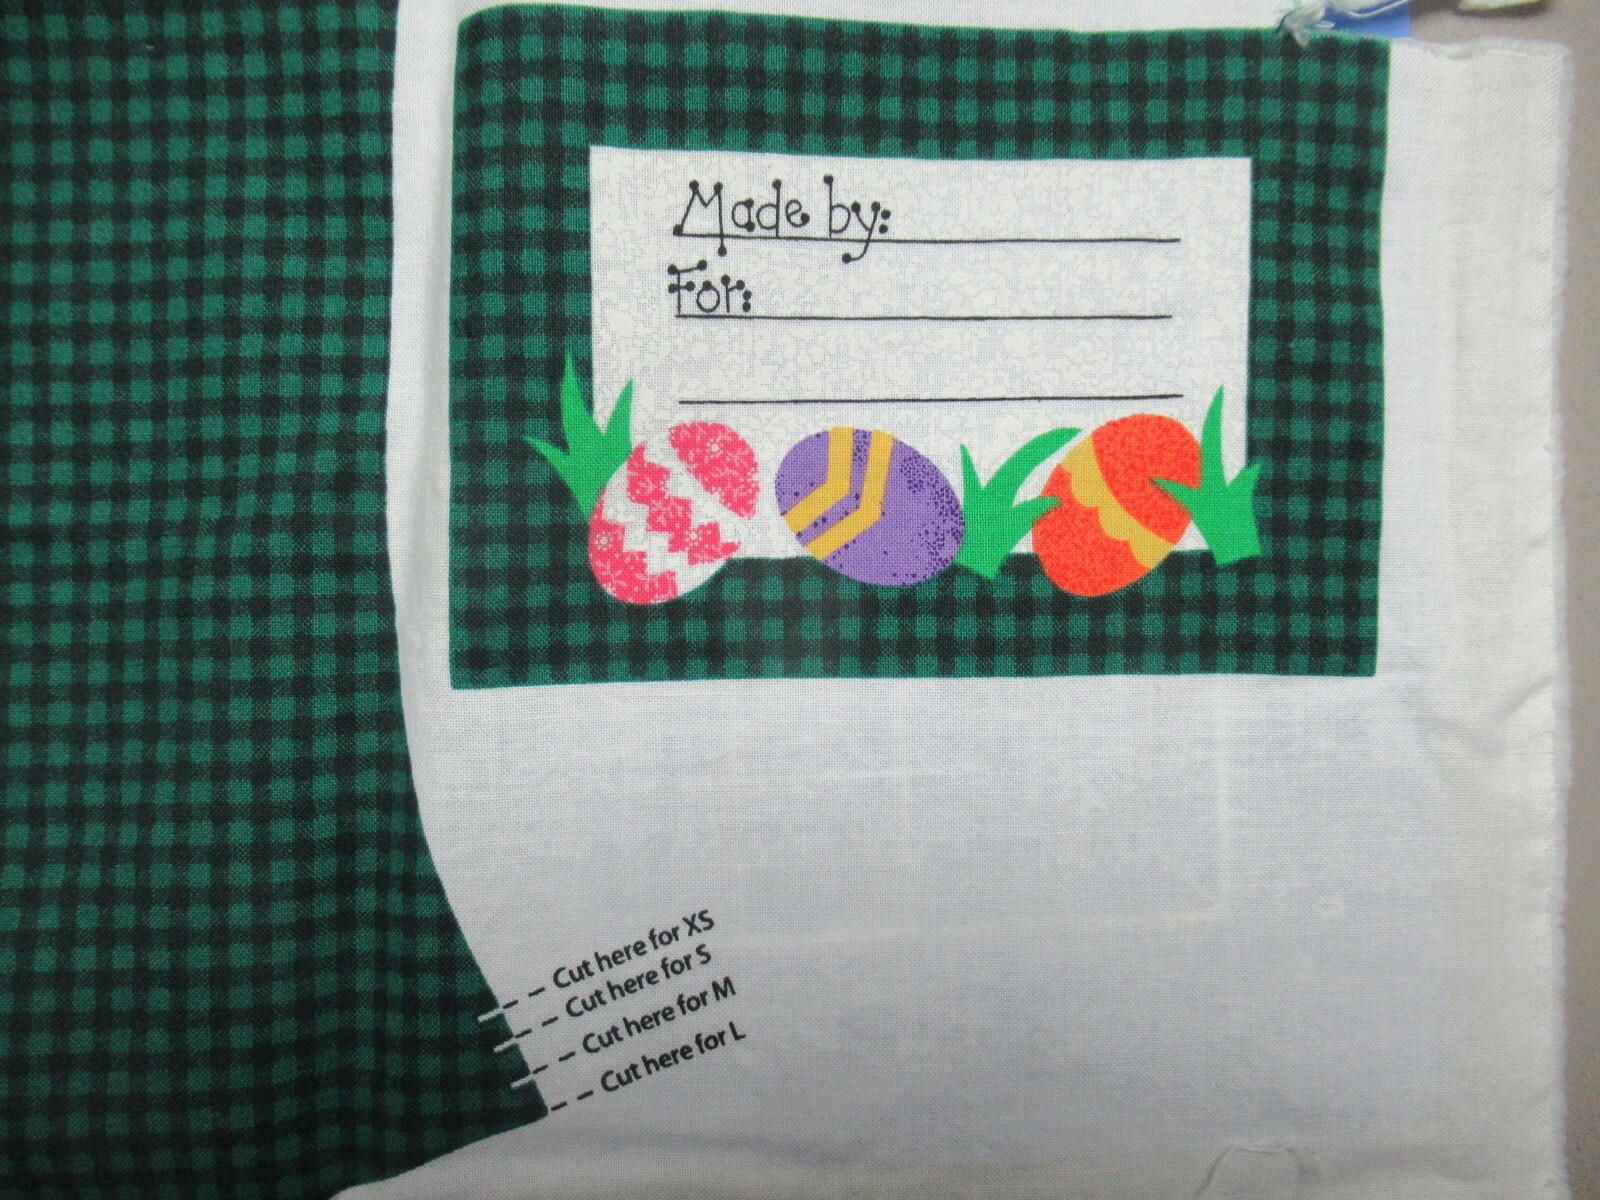 Made by:
For:
Cut here for XS
Cut here for S
Cut here for M
Cut here for L